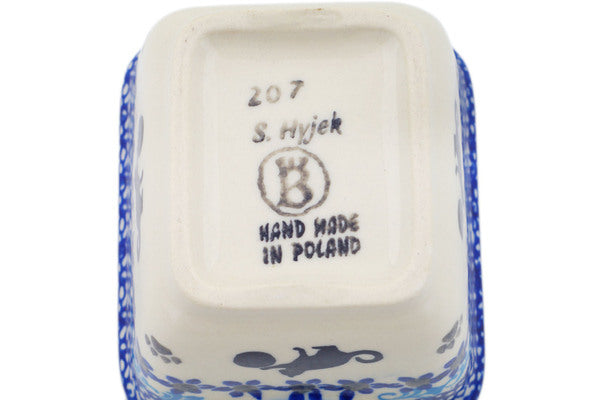 207
S. Hyjek
B
HAND MADE
IN POLAND